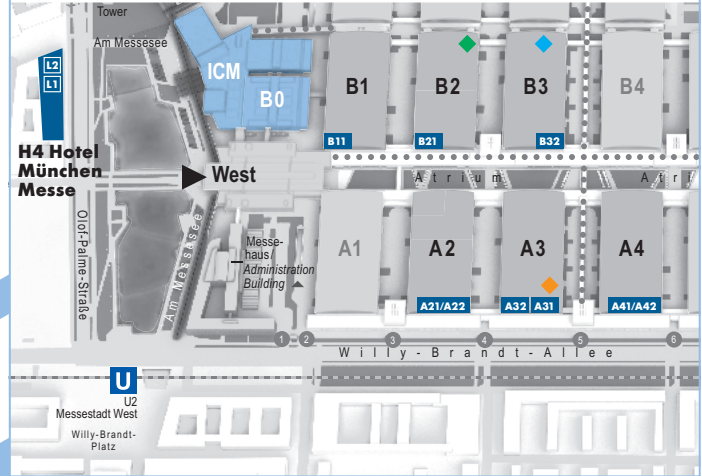 Tower
Am Messesee
L2
L1
ICM
B0
B1
B2
B3
B4
B11
B21
B32
H4 Hotel
München
Messe
West
Atrium
Atri
Olof-Palme-Straße
Am Messesee
Messe-
haus/
Administration
Building
A1
A2
A3
A4
A21/A22
A32
A31
A41/A42
1
2
3
4
5
6
Willy-Brandt-Allee
U
U2
Messestadt West
Willy-Brandt-
Platz